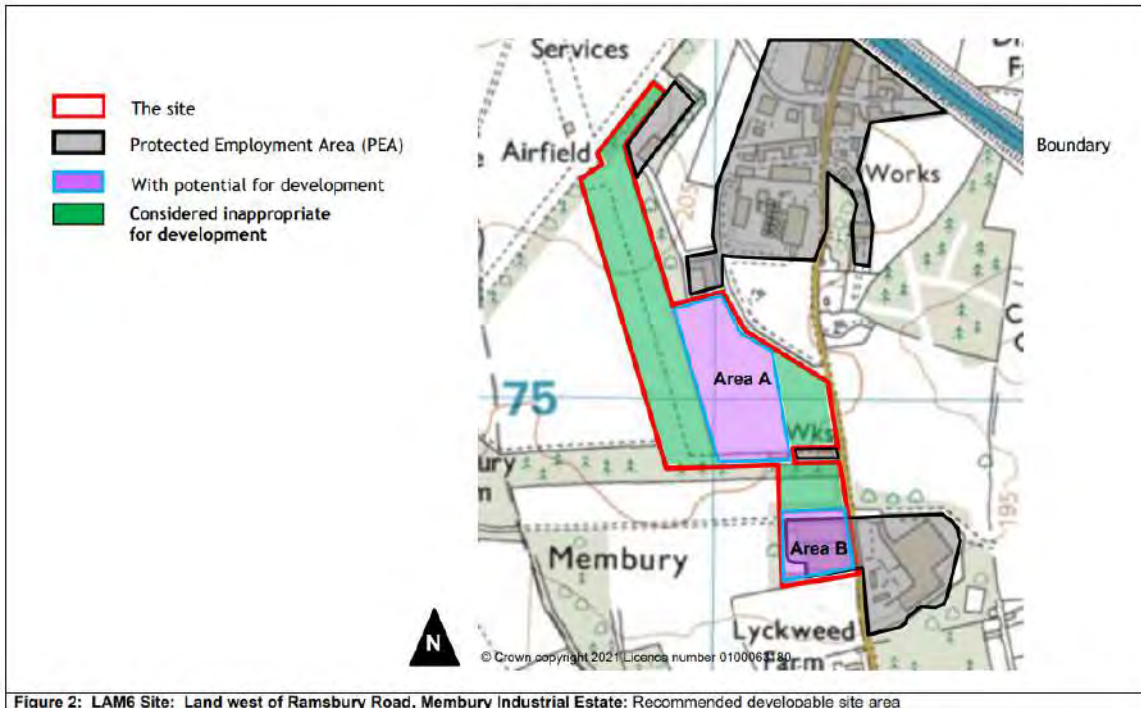 Services
The site
Protected Employment Area (PEA)
Boundary
Airfield
With potential for development
205
Works
Considered inappropriate
for development
Area A
75
Wks
195
Area B
Membury
Lyckweed
Farm
N
© Crown copyright 2021 Licence number 0100063180
Figure 2: LAM6 Site: Land west of Ramsbury Road, Membury Industrial Estate: Recommended developable site area